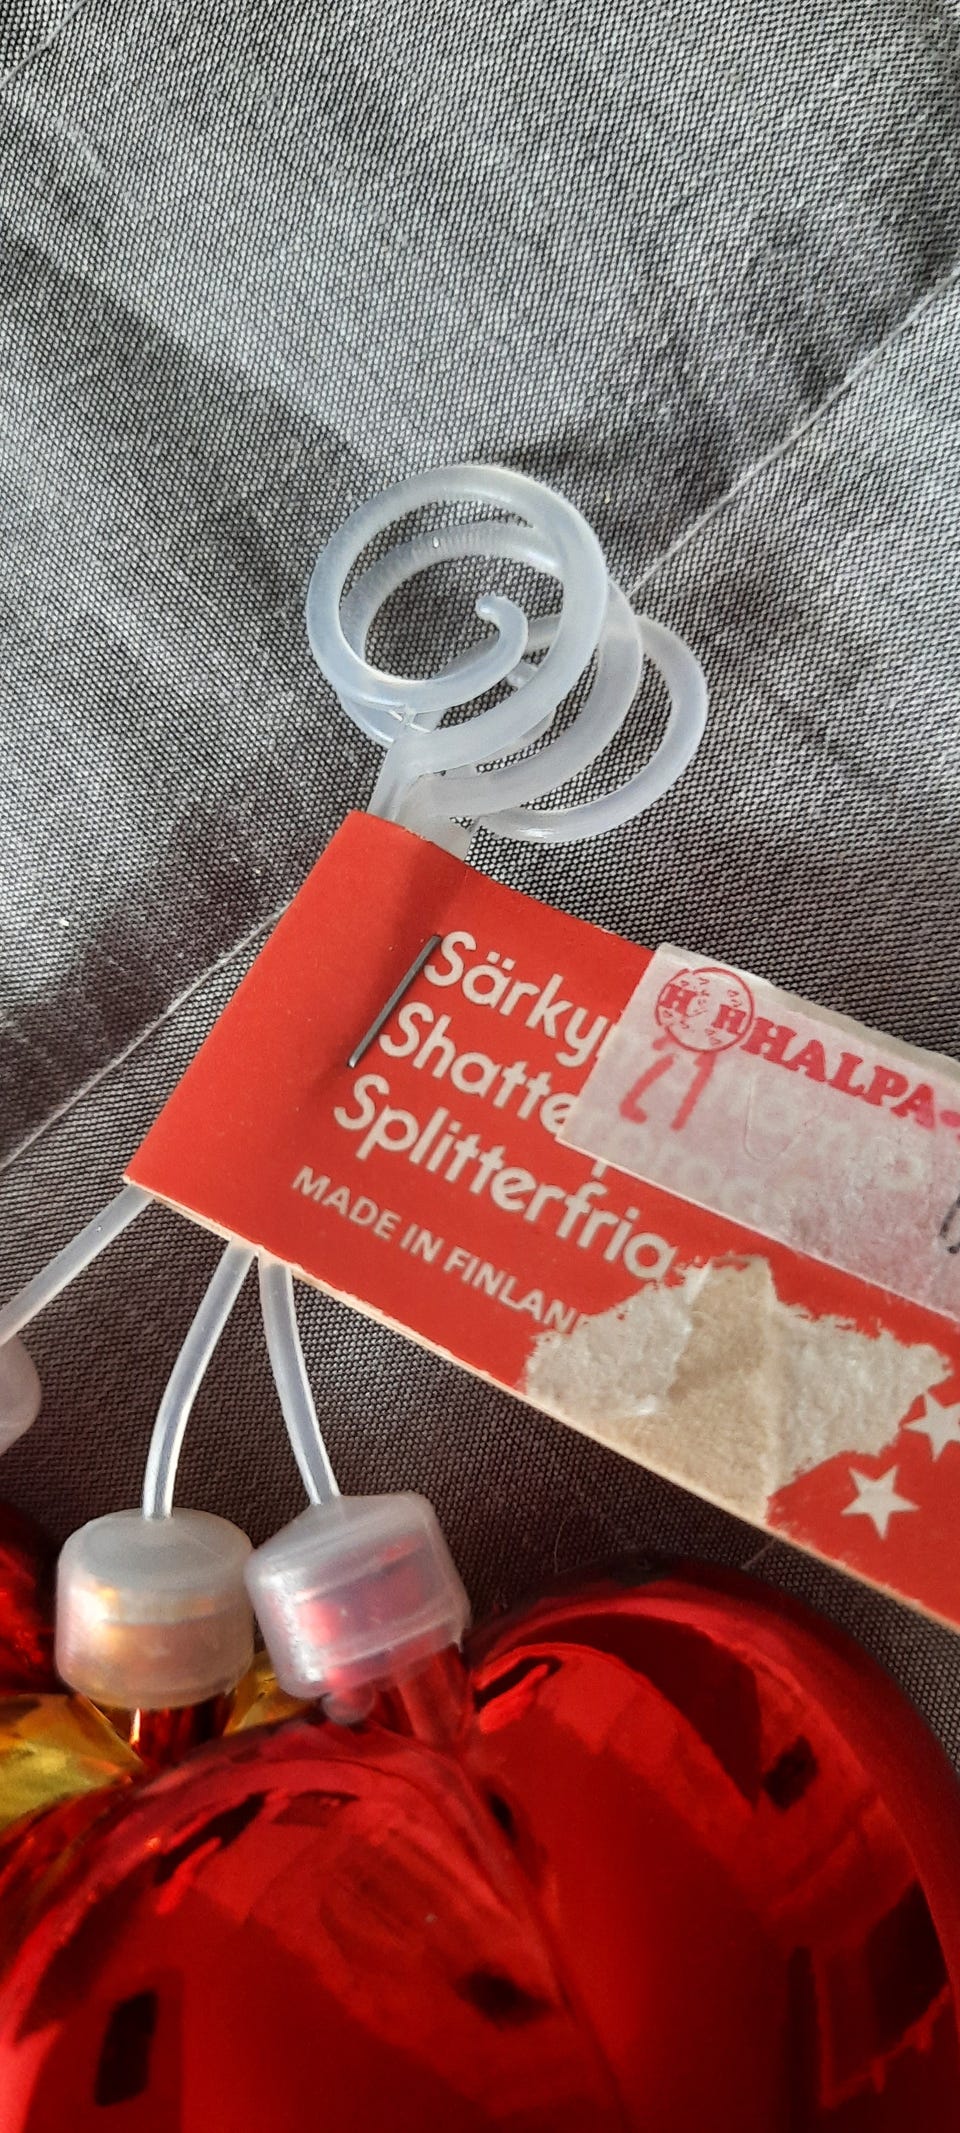 Särky
Shatte
Splitterfria
MADE IN FINLAN
H H HALPA-